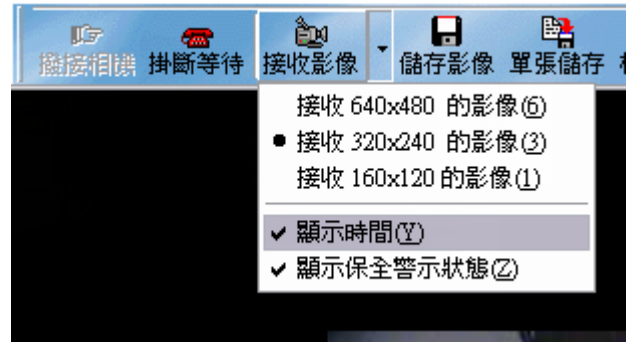 撥接相機 掛斷等待 接收影像 儲存影像 單張儲存
接收 640x480 的影像(6)
接收 320x240 的影像(3)
接收 160x120 的影像(1)
顯示時間(Y)
顯示保全警示狀態(Z)